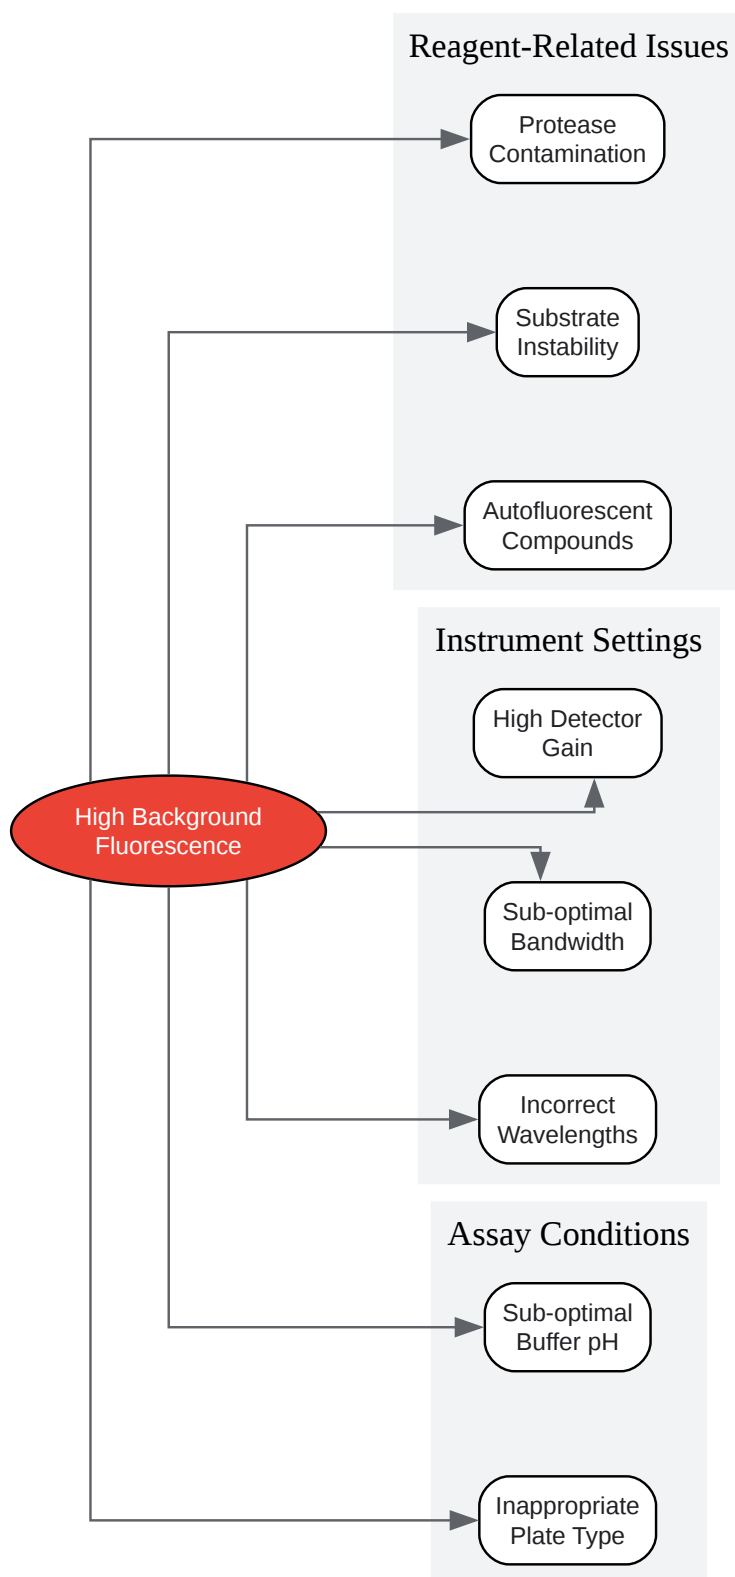 Reagent-Related Issues
Protease
Contamination
Substrate
Instability
Autofluorescent
Compounds
Instrument Settings
High Detector
Gain
High Background
Fluorescence
Sub-optimal
Bandwidth
Incorrect
Wavelengths
Assay Conditions
Sub-optimal
Buffer pH
Inappropriate
Plate Type